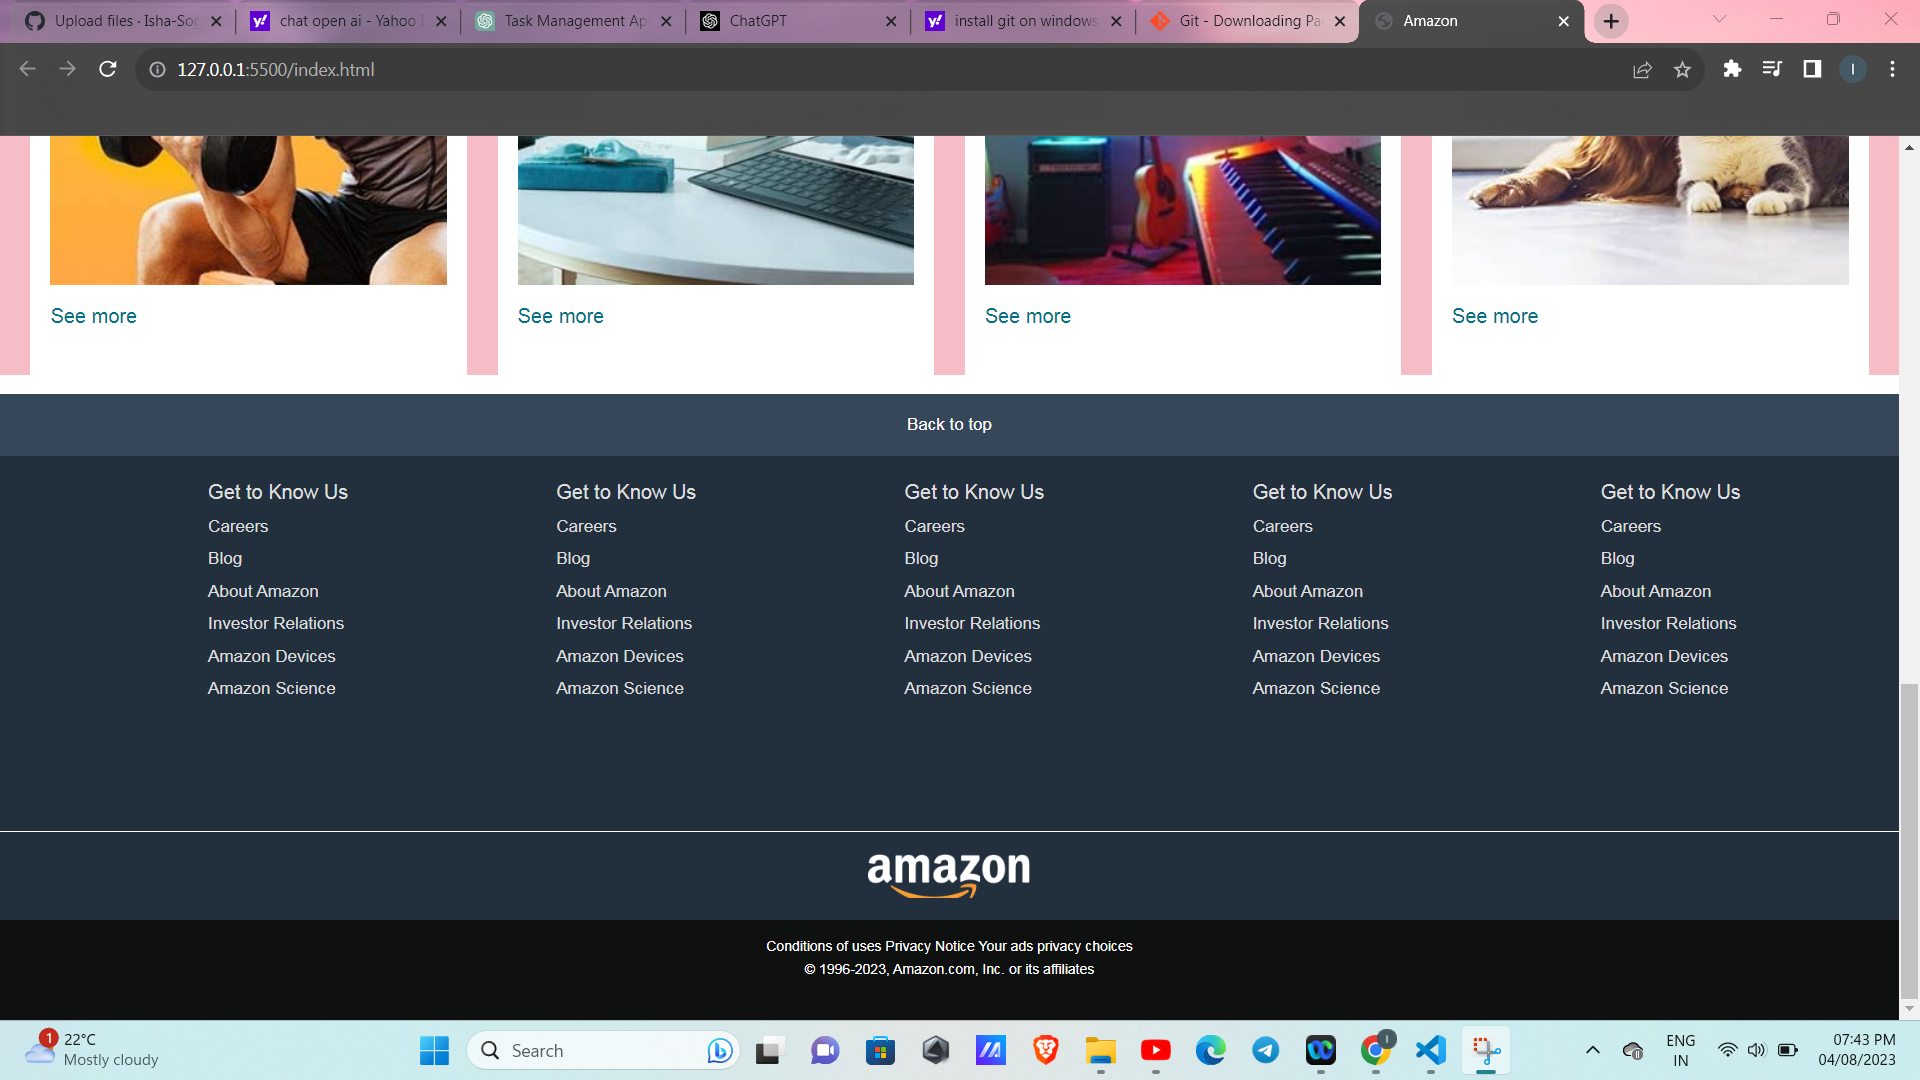 Upload files · Isha-Sog
chat open ai - Yahoo
Task Management Ap
ChatGPT
install git on windows
Git - Downloading Pa
Amazon
127.0.0.1:5500/index.html
I
See more
See more
See more
See more
Back to top
Get to Know Us
Careers
Blog
About Amazon
Investor Relations
Amazon Devices
Amazon Science
Get to Know Us
Careers
Blog
About Amazon
Investor Relations
Amazon Devices
Amazon Science
Get to Know Us
Careers
Blog
About Amazon
Investor Relations
Amazon Devices
Amazon Science
Get to Know Us
Careers
Blog
About Amazon
Investor Relations
Amazon Devices
Amazon Science
Get to Know Us
Careers
Blog
About Amazon
Investor Relations
Amazon Devices
Amazon Science
amazon
Conditions of uses Privacy Notice Your ads privacy choices
© 1996-2023, Amazon.com, Inc. or its affiliates
1
22°C
Mostly cloudy
Search
ENG
IN
07:43 PM
04/08/2023